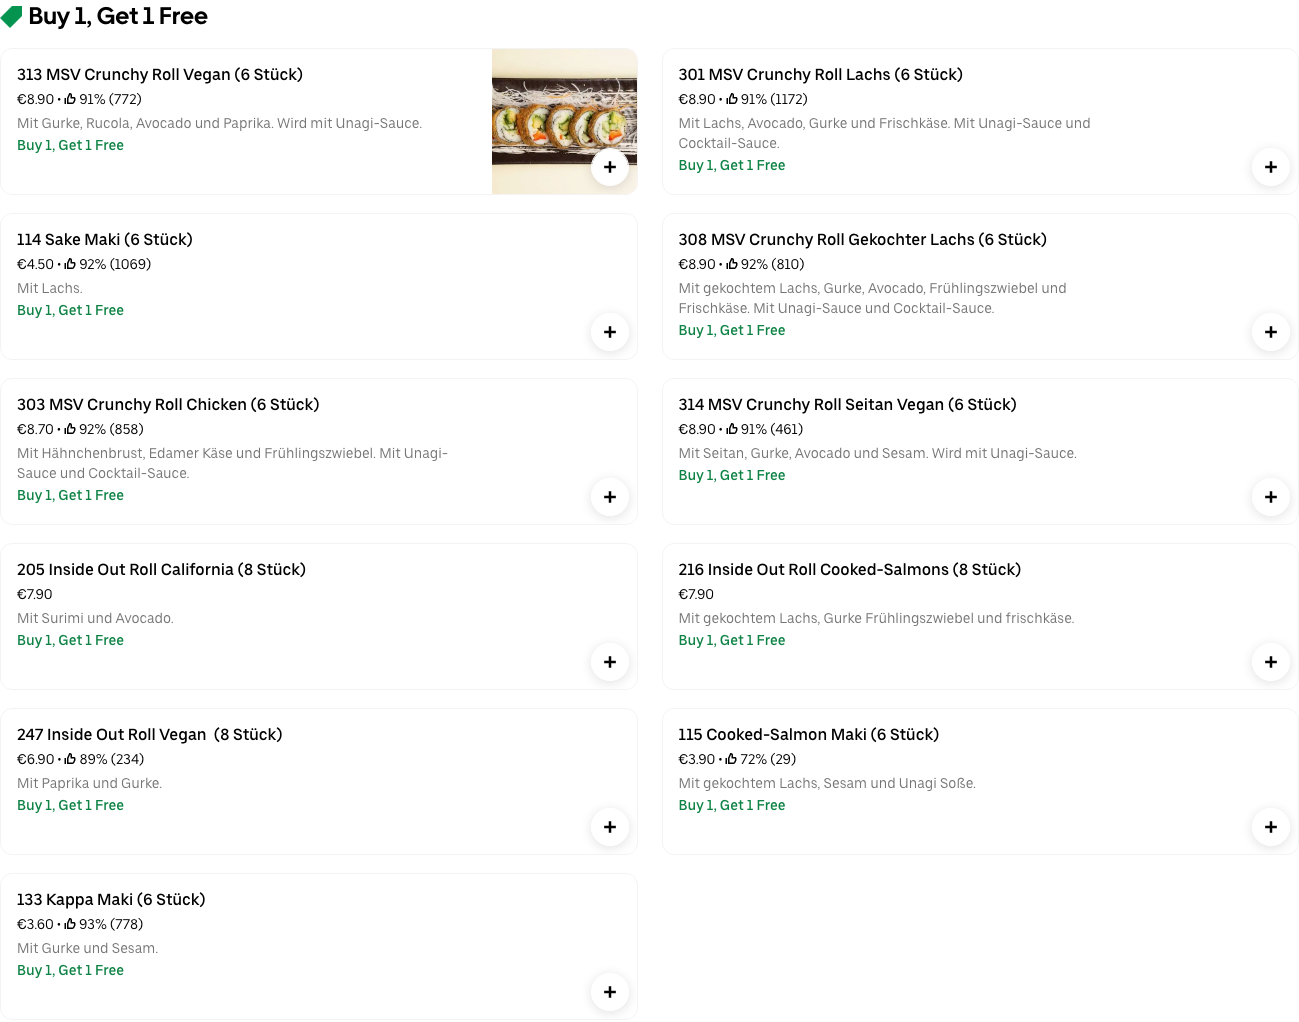 Buy 1, Get 1 Free
313 MSV Crunchy Roll Vegan (6 Stück)
€8.90 • 91% (772)
Mit Gurke, Rucola, Avocado und Paprika. Wird mit Unagi-Sauce.
Buy 1, Get 1 Free
301 MSV Crunchy Roll Lachs (6 Stück)
€8.90 • 91% (1172)
Mit Lachs, Avocado, Gurke und Frischkäse. Mit Unagi-Sauce und
Cocktail-Sauce.
Buy 1, Get 1 Free
114 Sake Maki (6 Stück)
€4.50 • 92% (1069)
Mit Lachs.
Buy 1, Get 1 Free
308 MSV Crunchy Roll Gekochter Lachs (6 Stück)
€8.90 • 92% (810)
Mit gekochtem Lachs, Gurke, Avocado, Frühlingszwiebel und
Frischkäse. Mit Unagi-Sauce und Cocktail-Sauce.
Buy 1, Get 1 Free
303 MSV Crunchy Roll Chicken (6 Stück)
€8.70 • 92% (858)
Mit Hähnchenbrust, Edamer Käse und Frühlingszwiebel. Mit Unagi-
Sauce und Cocktail-Sauce.
Buy 1, Get 1 Free
314 MSV Crunchy Roll Seitan Vegan (6 Stück)
€8.90 • 91% (461)
Mit Seitan, Gurke, Avocado und Sesam. Wird mit Unagi-Sauce.
Buy 1, Get 1 Free
205 Inside Out Roll California (8 Stück)
€7.90
Mit Surimi und Avocado.
Buy 1, Get 1 Free
216 Inside Out Roll Cooked-Salmons (8 Stück)
€7.90
Mit gekochtem Lachs, Gurke Frühlingszwiebel und frischkäse.
Buy 1, Get 1 Free
247 Inside Out Roll Vegan  (8 Stück)
€6.90 • 89% (234)
Mit Paprika und Gurke.
Buy 1, Get 1 Free
115 Cooked-Salmon Maki (6 Stück)
€3.90 • 72% (29)
Mit gekochtem Lachs, Sesam und Unagi Soße.
Buy 1, Get 1 Free
133 Kappa Maki (6 Stück)
€3.60 • 93% (778)
Mit Gurke und Sesam.
Buy 1, Get 1 Free